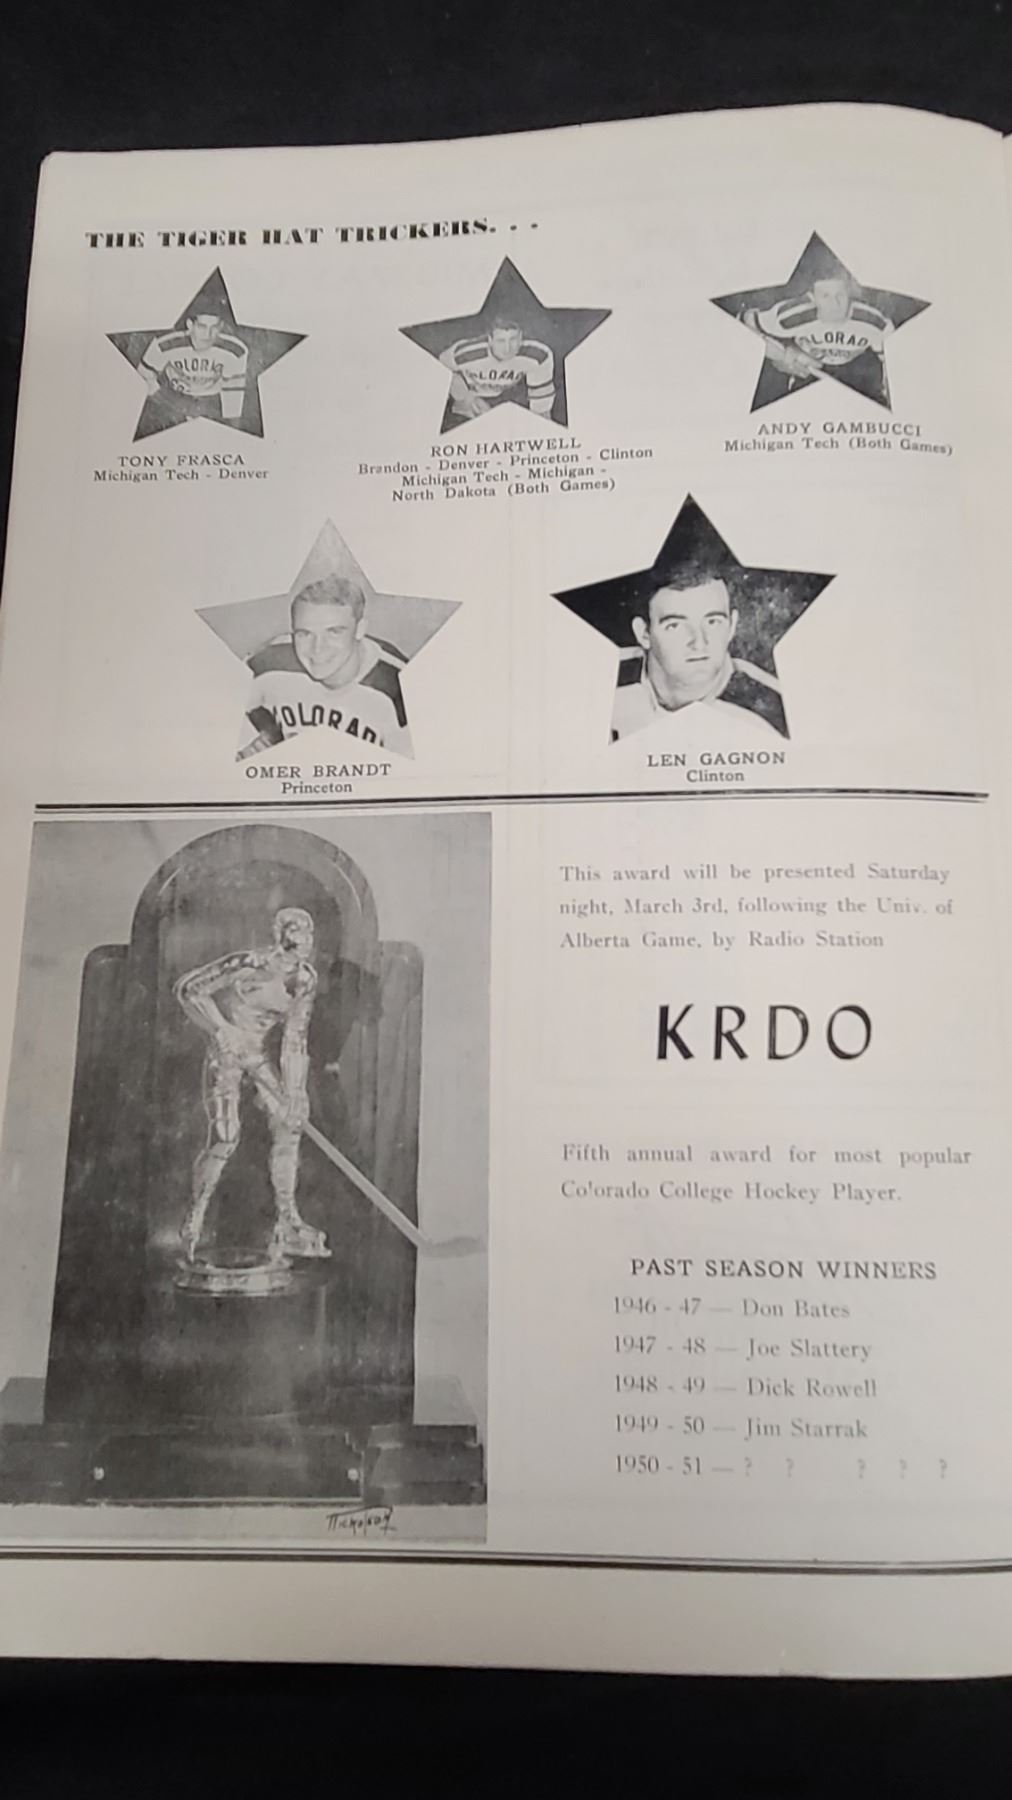 THE TIGER HAT TRICKERS. . .
COLORAD
TONY FRASCA
Michigan Tech - Denver
RON HARTWELL
Brandon - Denver - Princeton - Clinton
Michigan Tech - Michigan -
North Dakota (Both Games)
ANDY GAMBUCCI
Michigan Tech (Both Games)
OMER BRANDT
Princeton
LEN GAGNON
Clinton
This award will be presented Saturday
night, March 3rd, following the Univ. of
Alberta Game, by Radio Station
KRDO
Fifth annual award for most popular
Colorado College Hockey Player.
PAST SEASON WINNERS
1946 - 47 — Don Bates
1947 - 48 — Joe Slattery
1948 - 49 — Dick Rowell
1949 - 50 — Jim Starrak
1950 - 51 — ? ? ? ? ?